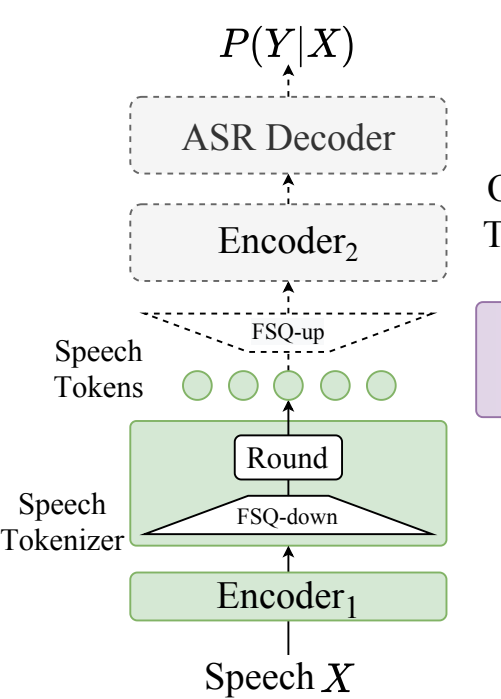 P(Y|X)
ASR Decoder
Encoder₂
FSQ-up
Speech
Tokens
Round
FSQ-down
Speech
Tokenizer
Encoder₁
Speech X